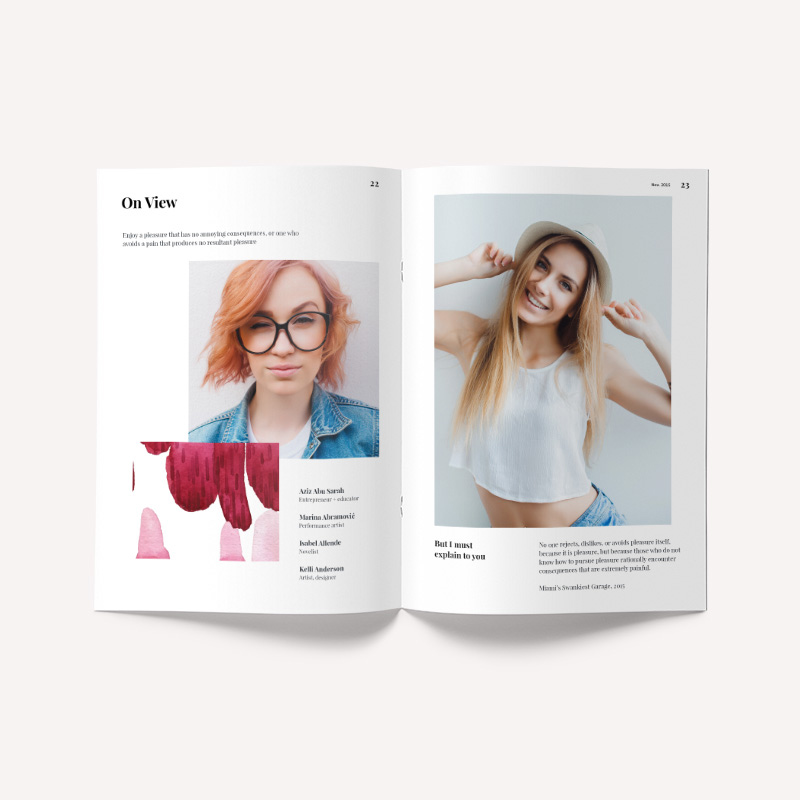 22
On View
Enjoy a pleasure that has no annoying consequences, or one who
avoids a pain that produces no resultant pleasure
Aziz Abu Sarah
Entrepreneur + educator
Marina Abramović
Performance artist
Isabel Allende
Novelist
Kelli Anderson
Artist, designer
Nov. 2015 23
But I must
explain to you
No one rejects, dislikes, or avoids pleasure itself,
because it is pleasure, but because those who do not
know how to pursue pleasure rationally encounter
consequences that are extremely painful.
Miami's Swankiest Garage, 2015